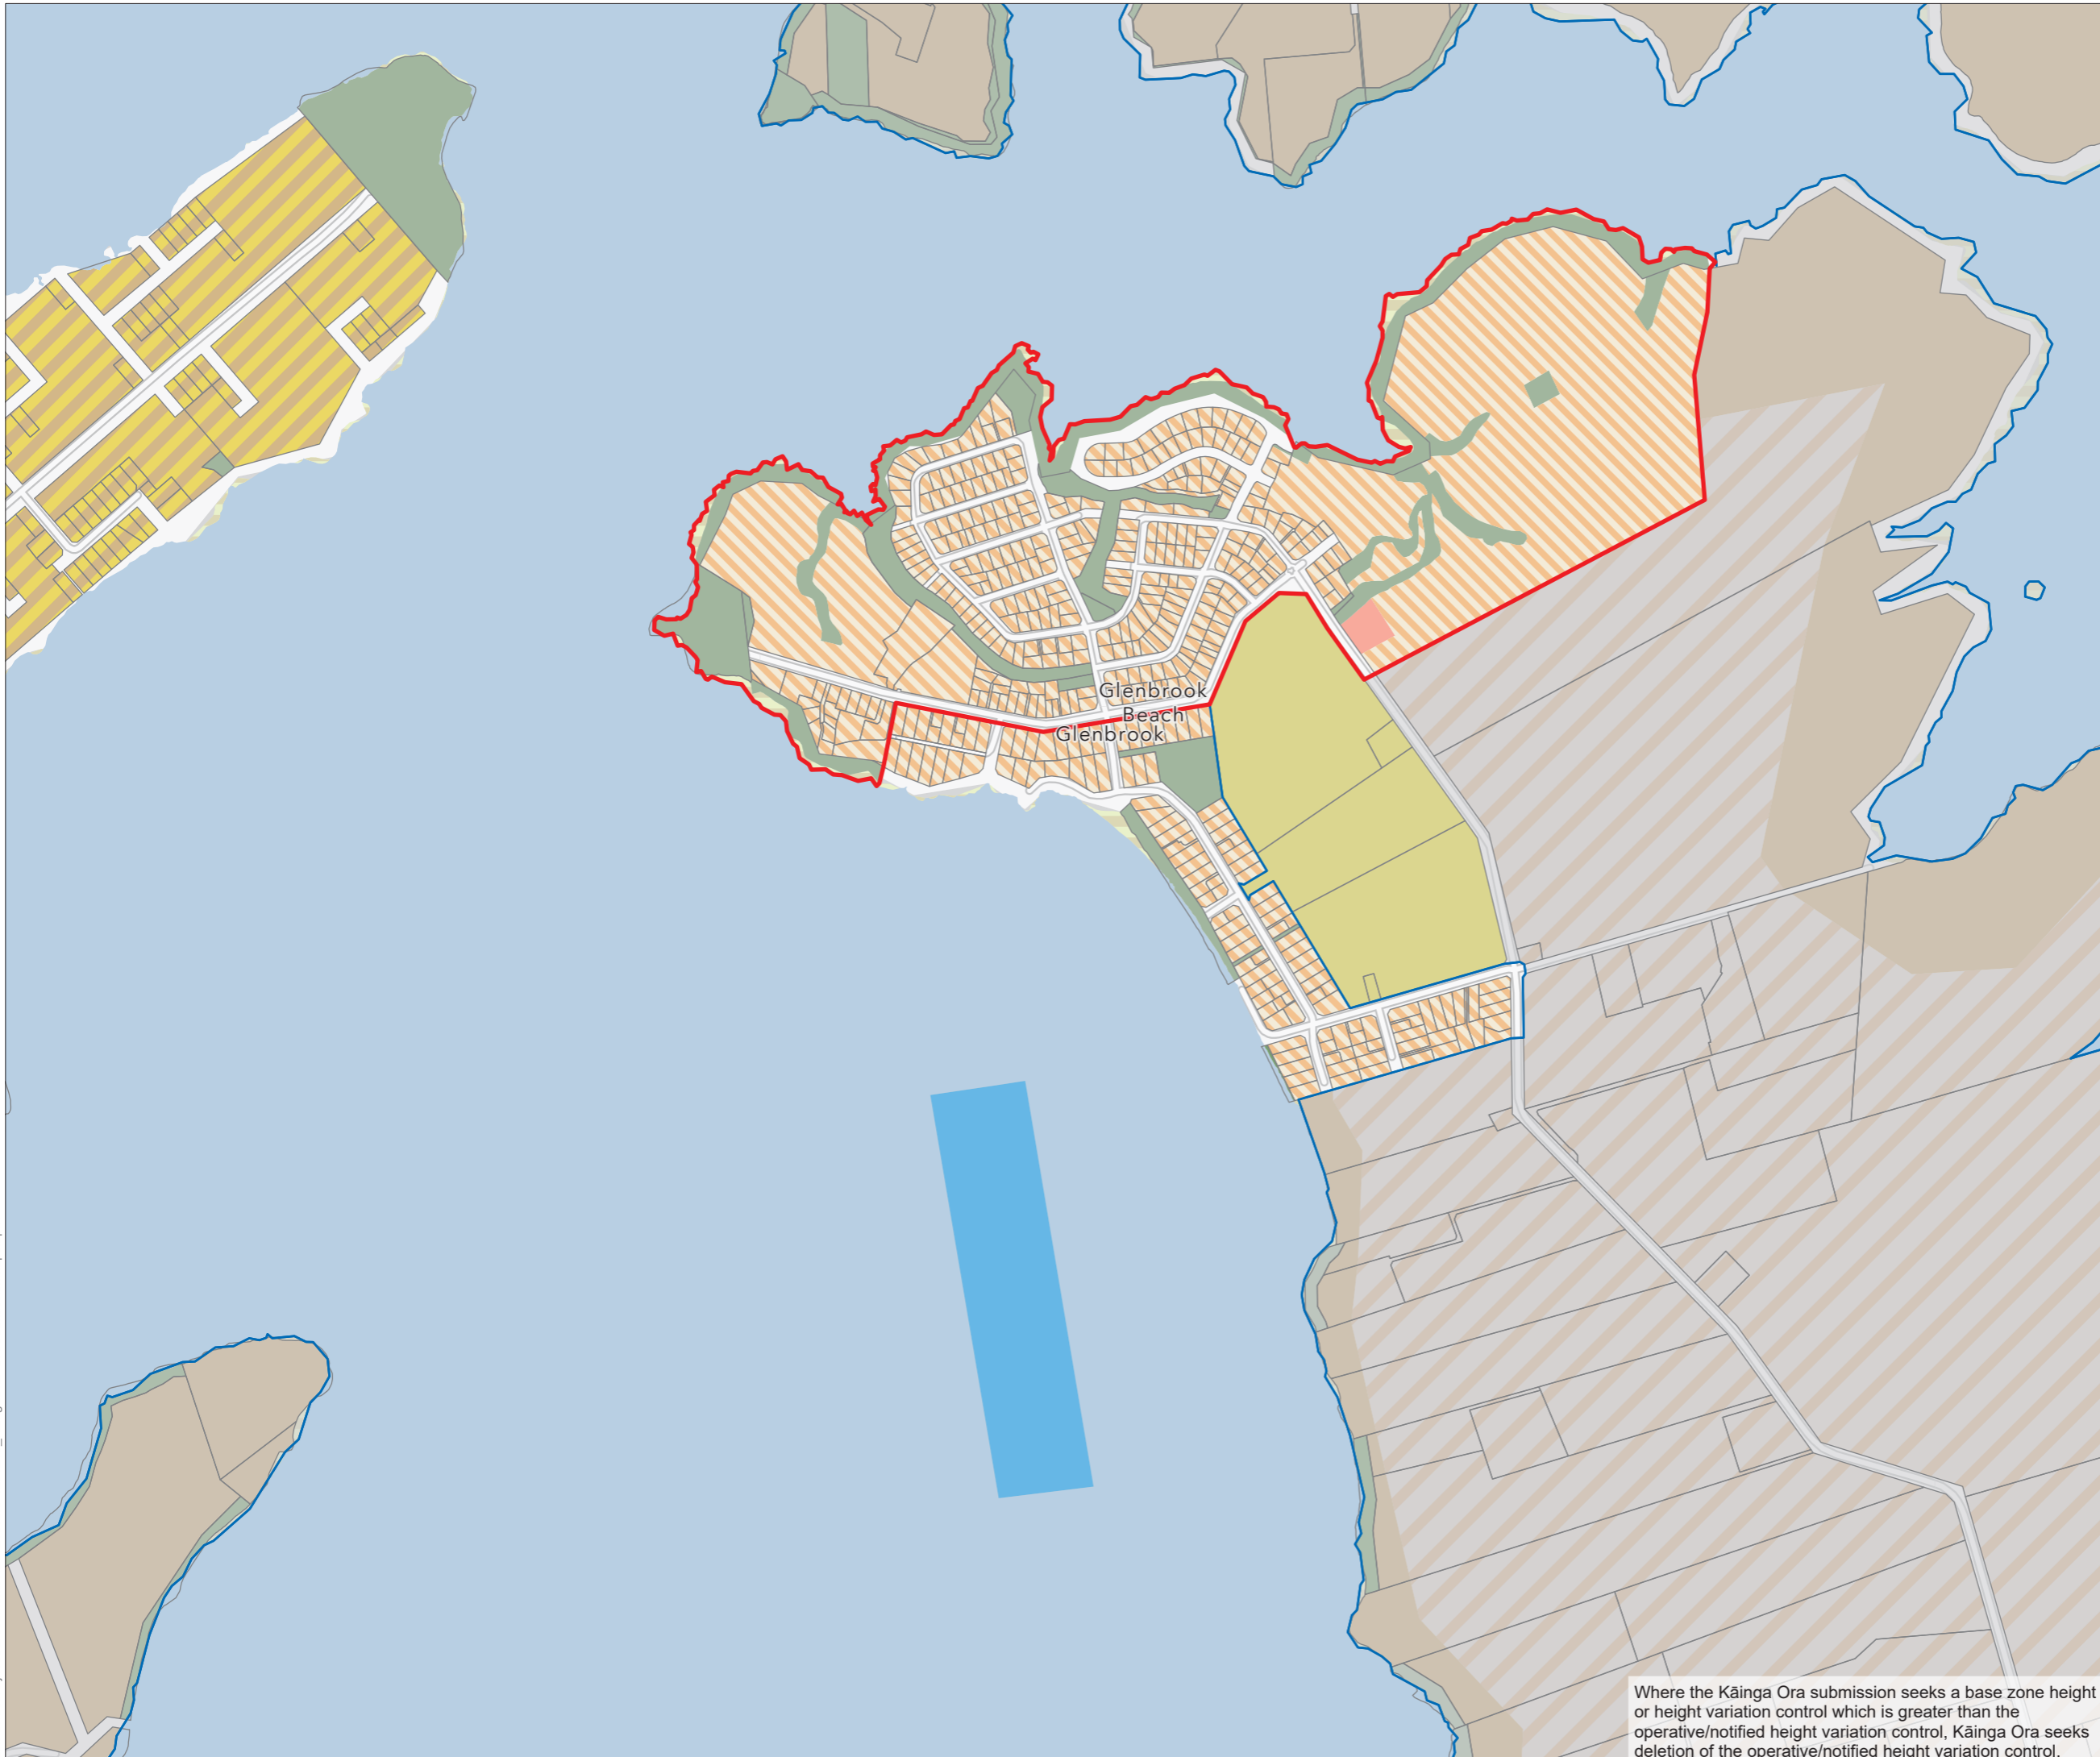 Glenbrook
Beach
Glenbrook
Where the Kāinga Ora submission seeks a base zone height
or height variation control which is greater than the
operative/notified height variation control, Kāinga Ora seeks
deletion of the operative/notified height variation control.